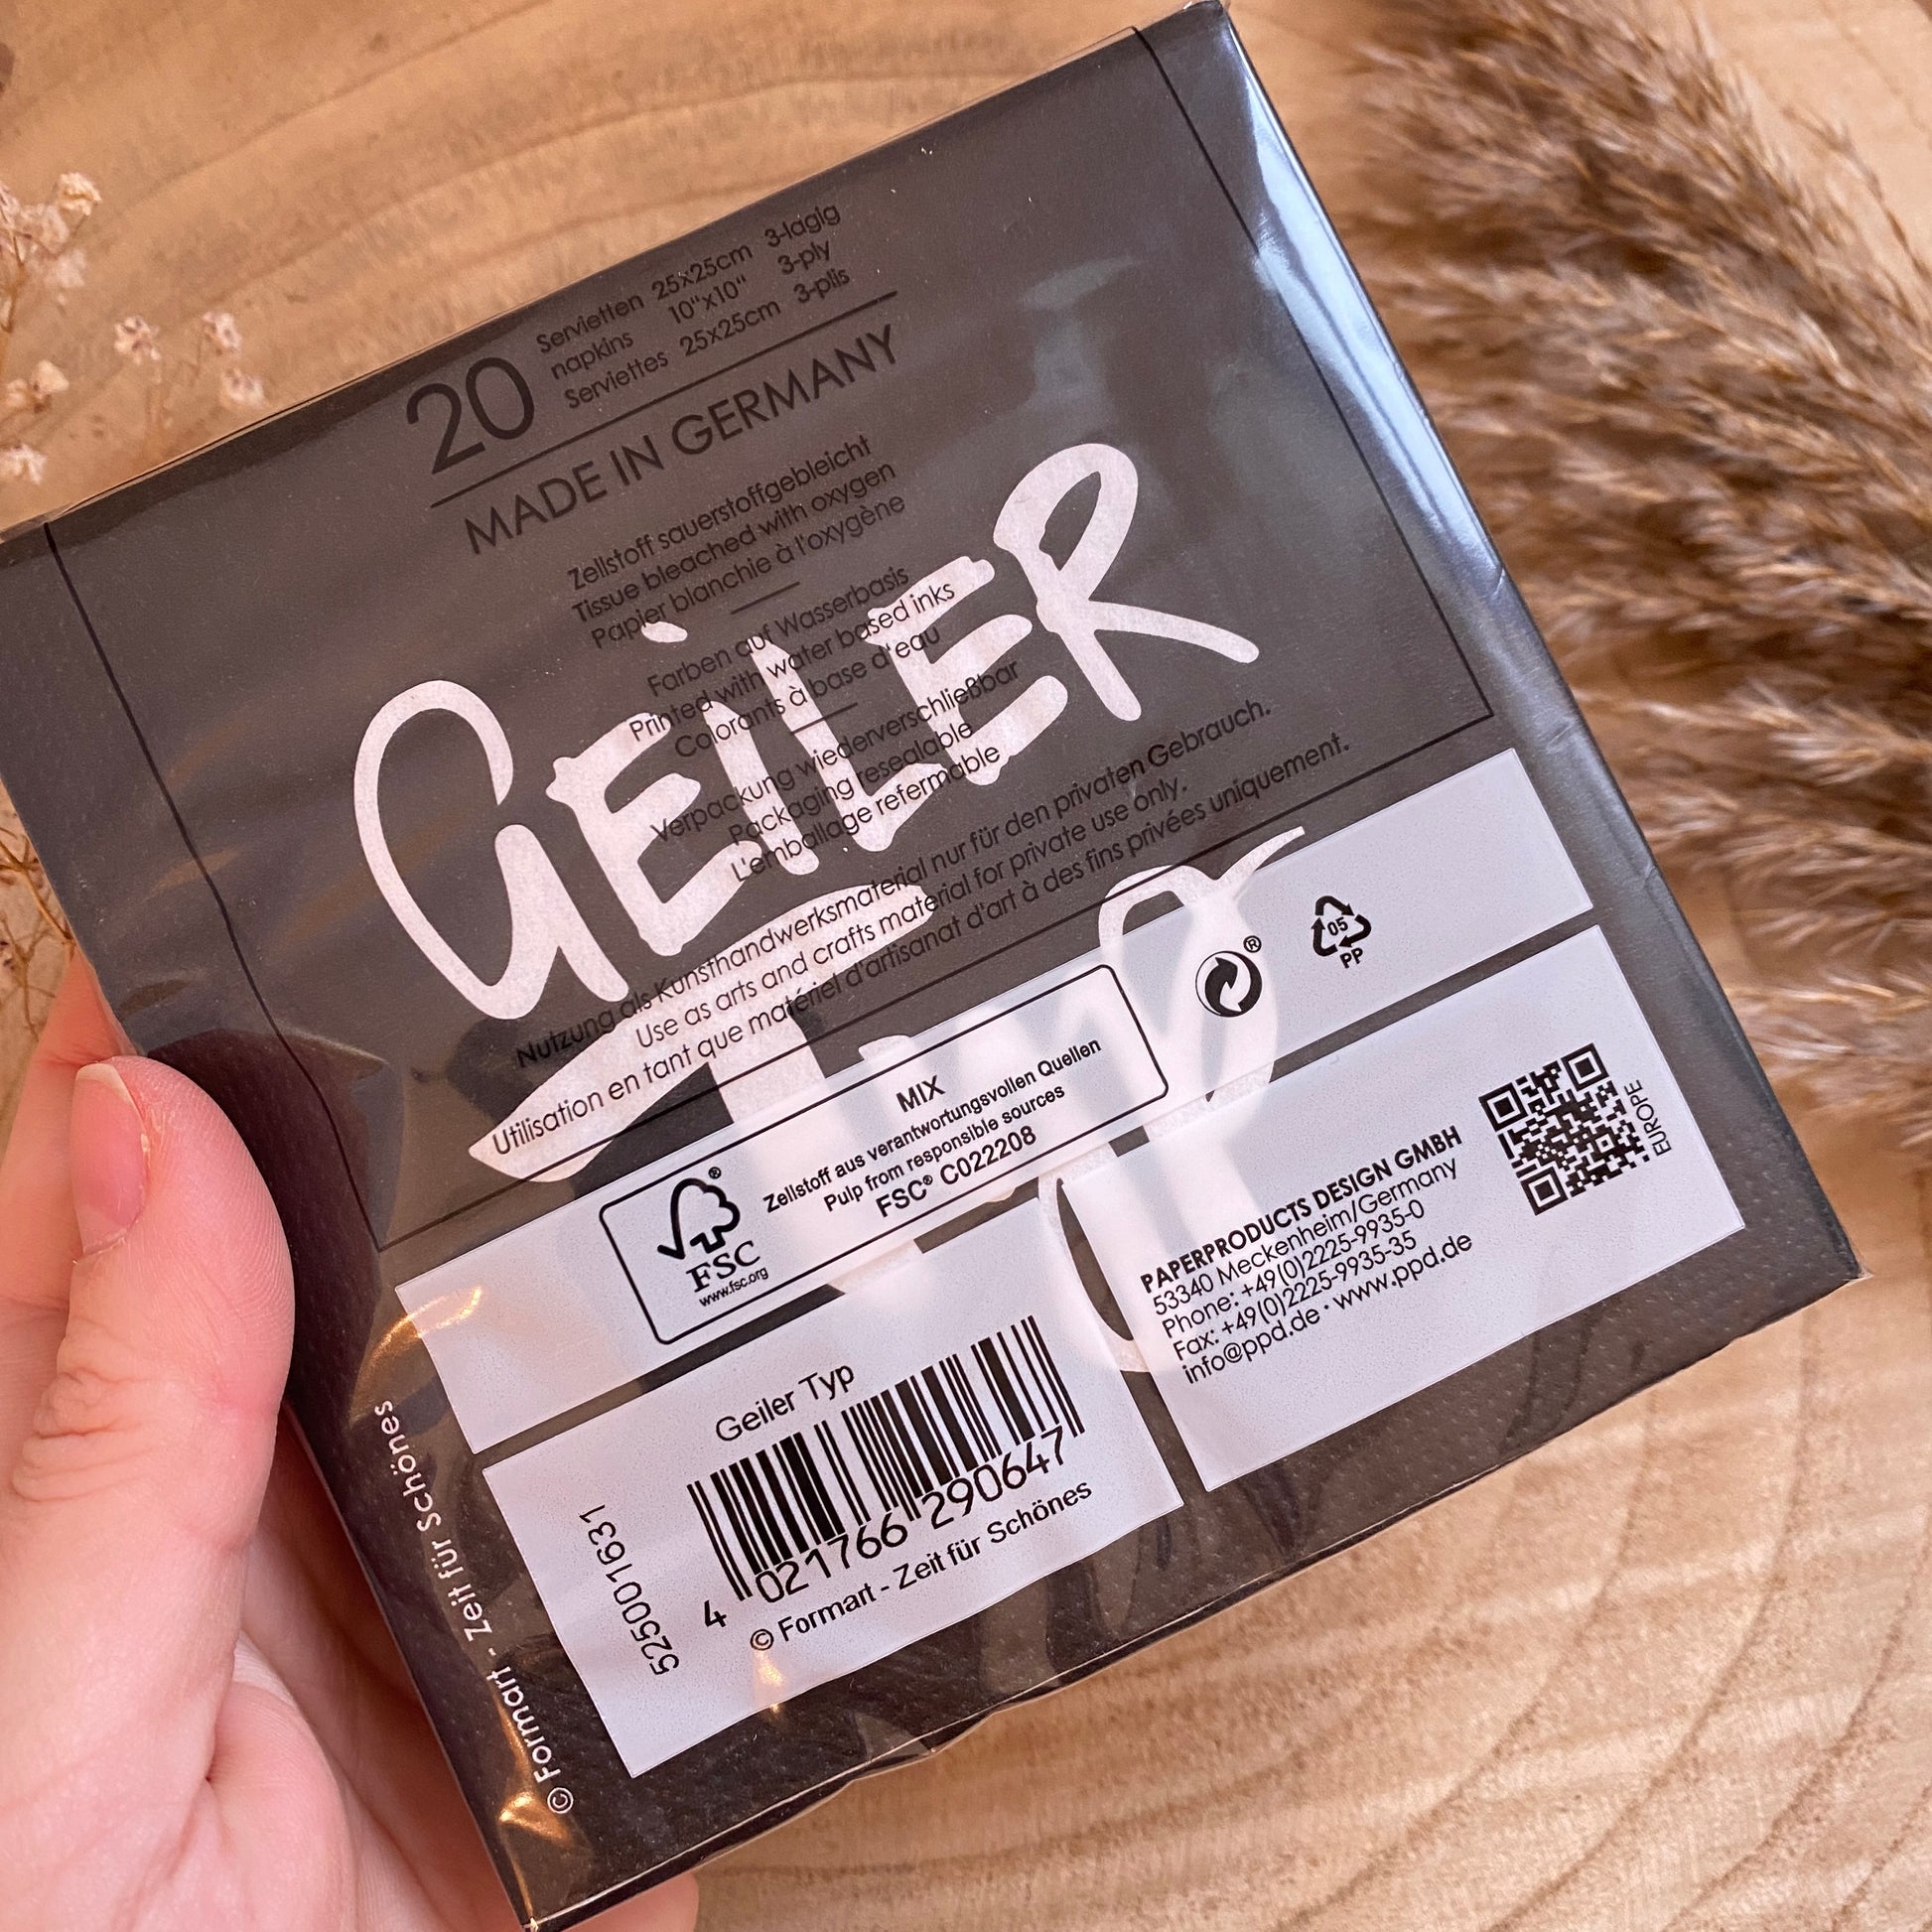 20
Servietten 25x25cm 3-lagig
napkins 10"x10" 3-ply
Serviettes 25x25cm 3-plis
MADE IN GERMANY
Zellstoff sauerstoffgebleicht
Tissue bleached with oxygen
Papier blanchie à l'oxygène
Farben auf Wasserbasis
Printed with water based inks
Colorants à base d'eau
Verpackung wiederverschließbar
Packaging resealable
L'emballage refermable
GEILER
TYP
Nutzung als Kunsthandwerksmaterial nur für den privaten Gebrauch.
Use as arts and crafts material for private use only.
Utilisation en tant que matériel d'artisanat d'art à des fins privées uniquement.
FSC®
www.fsc.org
MIX
Zellstoff aus verantwortungsvollen Quellen
Pulp from responsible sources
FSC® C022208
®
05
PP
Geiler Typ
4 021766 290647
525001631
© Formart - Zeit für Schönes
PAPERPRODUCTS DESIGN GMBH
53340 Meckenheim/Germany
Phone: +49(0)2225-9935-0
Fax: +49(0)2225-9935-35
info@ppd.de · www.ppd.de
EUROPE
© Formart - Zeit für Schönes